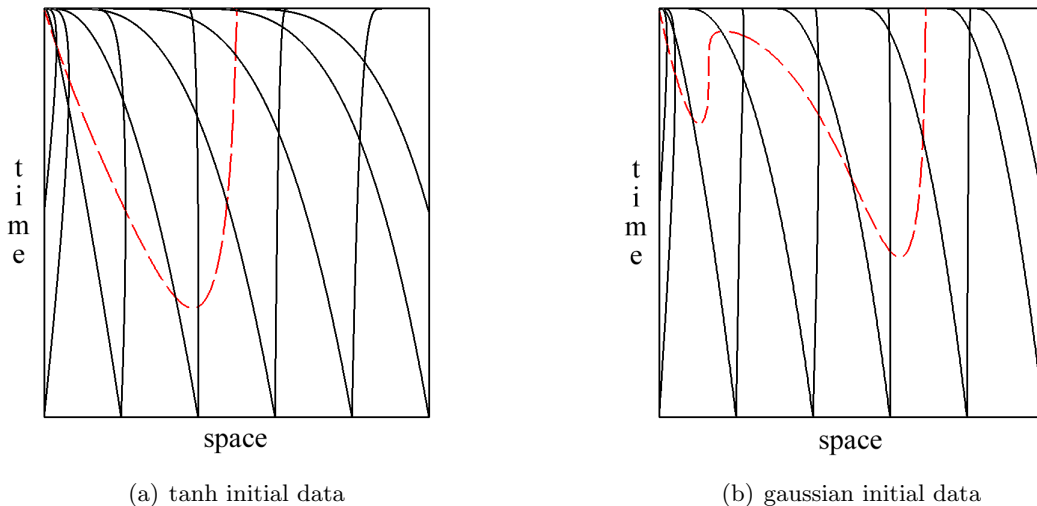 t
i
m
e
space
(a) tanh initial data
t
i
m
e
space
(b) gaussian initial data